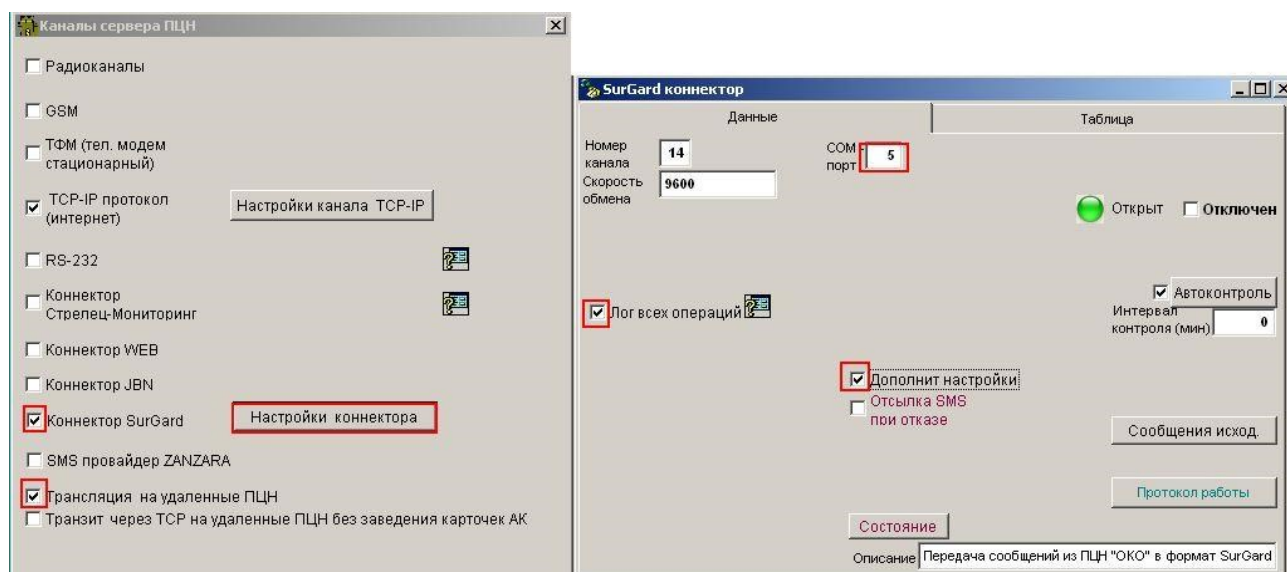 Каналы сервера ПЦН
Радиоканалы
GSM
ТФМ (тел. модем
стационарный)
TCP-IP протокол
(интернет)
Настройки канала TCP-IP
RS-232
Коннектор
Стрелец-Мониторинг
Коннектор WEB
Коннектор JBN
Коннектор SurGard
Настройки коннектора
SMS провайдер ZANZARA
Трансляция на удаленные ПЦН
Транзит через TCP на удаленные ПЦН без заведения карточек АК
SurGard коннектор
Данные
Таблица
Номер
канала
14
COM -
порт
5
Скорость
обмена
9600
Открыт
Отключен
Лог всех операций
Автоконтроль
Интервал
контроля (мин)
0
Дополнит настройки
Отсылка SMS
при отказе
Сообщения исход.
Протокол работы
Состояние
Описание
Передача сообщений из ПЦН "ОКО" в формат SurGard